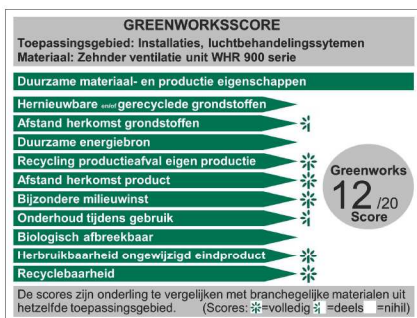 GREENWORKSSCORE
Toepassingsgebied: Installaties, luchtbehandelingssytemen
Materiaal: Zehnder ventilatie unit WHR 900 serie
Duurzame materiaal- en productie eigenschappen
Hernieuwbare en/of gerecyclede grondstoffen
Afstand herkomst grondstoffen
Duurzame energiebron
Recycling productieafval eigen productie
Afstand herkomst product
Bijzondere milieuwinst
Onderhoud tijdens gebruik
Biologisch afbreekbaar
Herbruikbaarheid ongewijzigd eindproduct
Recyclebaarheid
Greenworks
12 /20
Score
De scores zijn onderling te vergelijken met branchegelijke materialen uit
hetzelfde toepassingsgebied. (Scores: =volledig =deels =nihil)